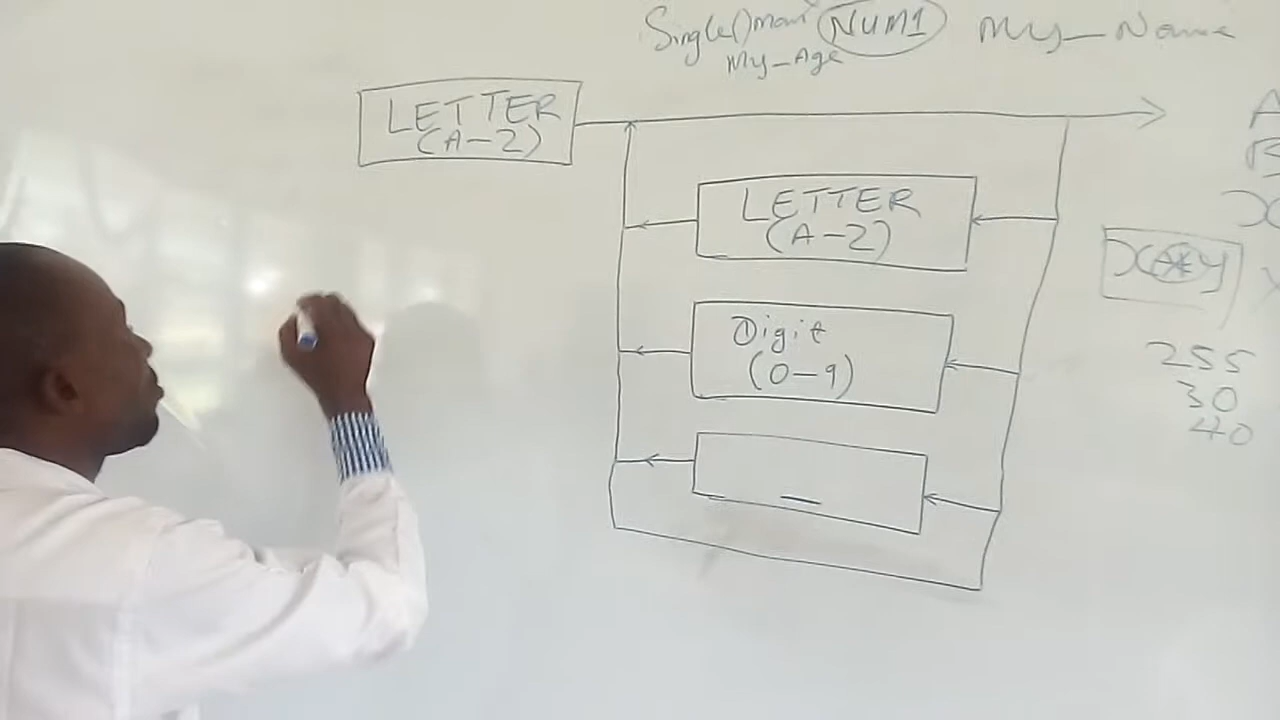 Single()man NUM1 My_Name
My_Age
LETTER
(A-Z)
A
B
LETTER
(A-Z)
X(A*Y
Digit
(0-9)
255
30
40
_